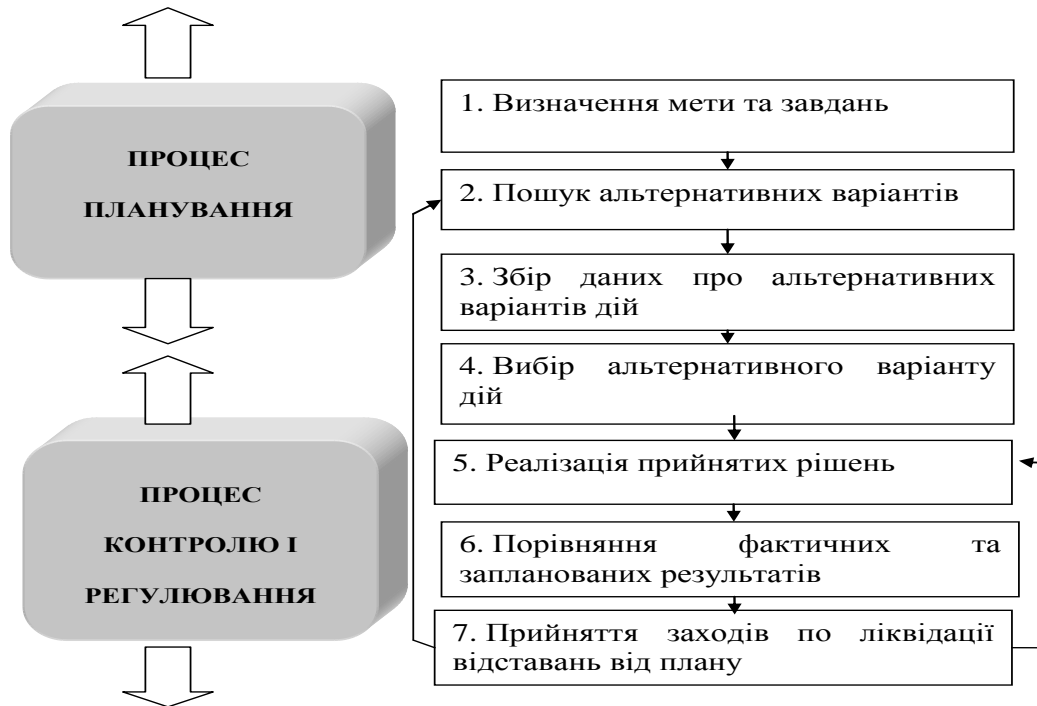 ПРОЦЕС
ПЛАНУВАННЯ
ПРОЦЕС
КОНТРОЛЮ І
РЕГУЛЮВАННЯ
1. Визначення мети та завдань
2. Пошук альтернативних варіантів
3. Збір даних про альтернативних
варіантів дій
4. Вибір альтернативного варіанту
дій
5. Реалізація прийнятих рішень
6. Порівняння фактичних та
запланованих результатів
7. Прийняття заходів по ліквідації
відставань від плану